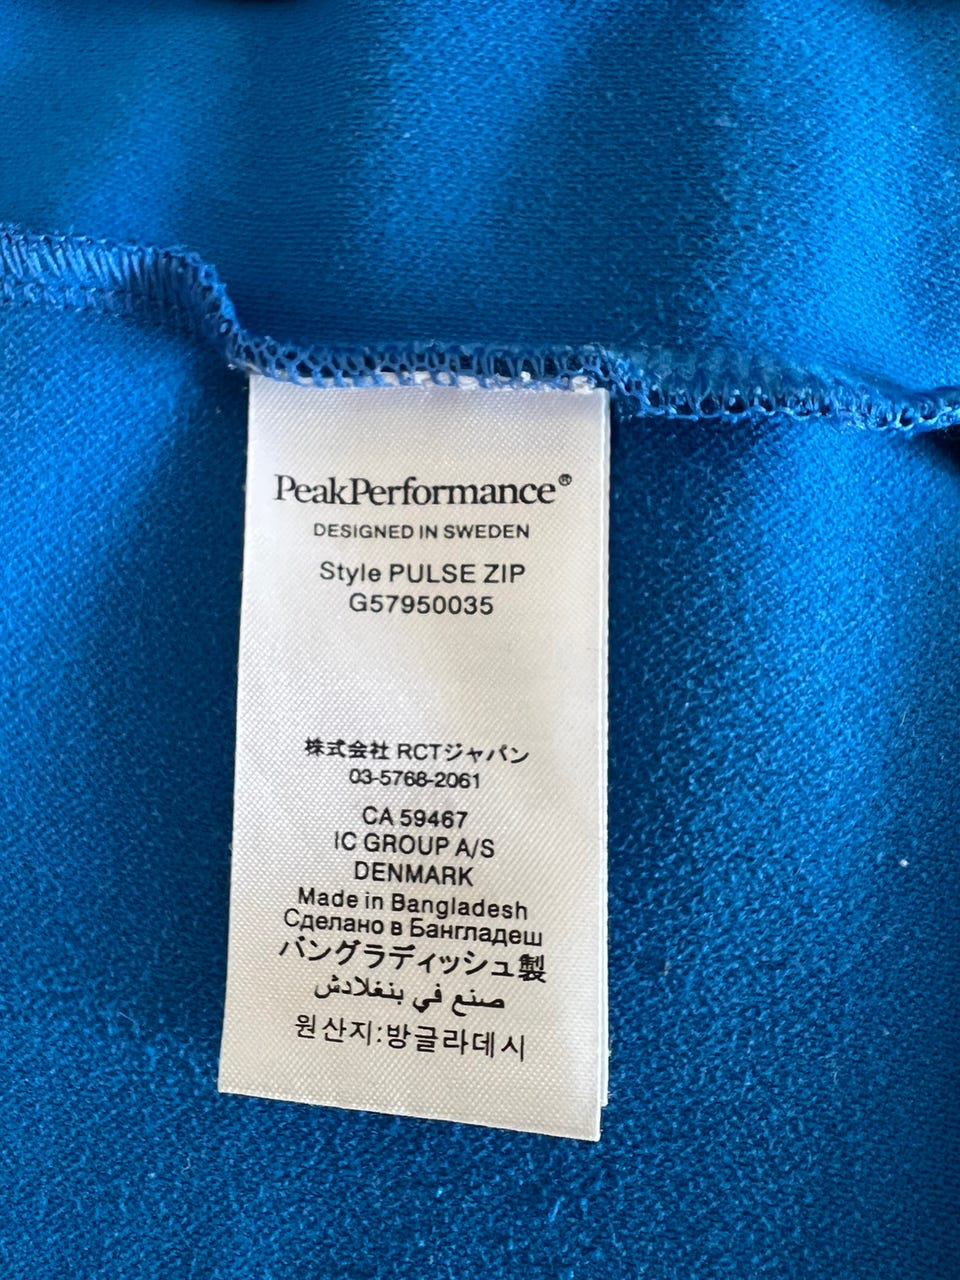 PeakPerformance®
DESIGNED IN SWEDEN
Style PULSE ZIP
G57950035
株式会社 RCTジャパン
03-5768-2061
CA 59467
IC GROUP A/S
DENMARK
Made in Bangladesh
Сделано в Бангладеш
バングラディッシュ製
صنع في بنغلادش
원산지:방글라데시